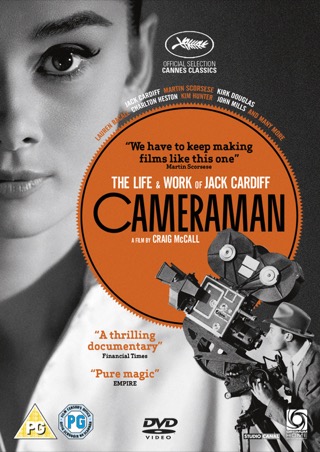 OFFICIAL SELECTION
CANNES CLASSICS
JACK CARDIFF MARTIN SCORSESE KIRK DOUGLAS
LAUREN BACALL CHARLTON HESTON KIM HUNTER JOHN MILLS AND MANY MORE
"We have to keep making
films like this one"
Martin Scorsese
THE LIFE & WORK OF JACK CARDIFF
CAMERAMAN
A FILM BY CRAIG McCALL
"A thrilling
documentary"
Financial Times
"Pure magic"
EMPIRE
PG
PG
DVD
VIDEO
STUDIO CANAL